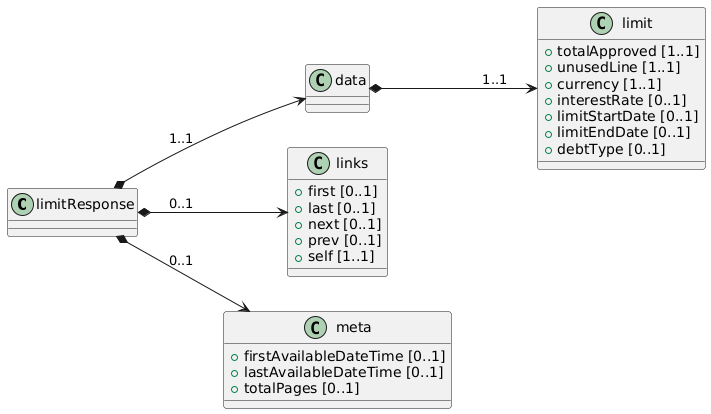 C limit
totalApproved [1..1]
unusedLine [1..1]
currency [1..1]
interestRate [0..1]
limitStartDate [0..1]
limitEndDate [0..1]
debtType [0..1]
C data
1..1
1..1
C links
first [0..1]
last [0..1]
next [0..1]
prev [0..1]
self [1..1]
C limitResponse
0..1
0..1
C meta
firstAvailableDateTime [0..1]
lastAvailableDateTime [0..1]
totalPages [0..1]